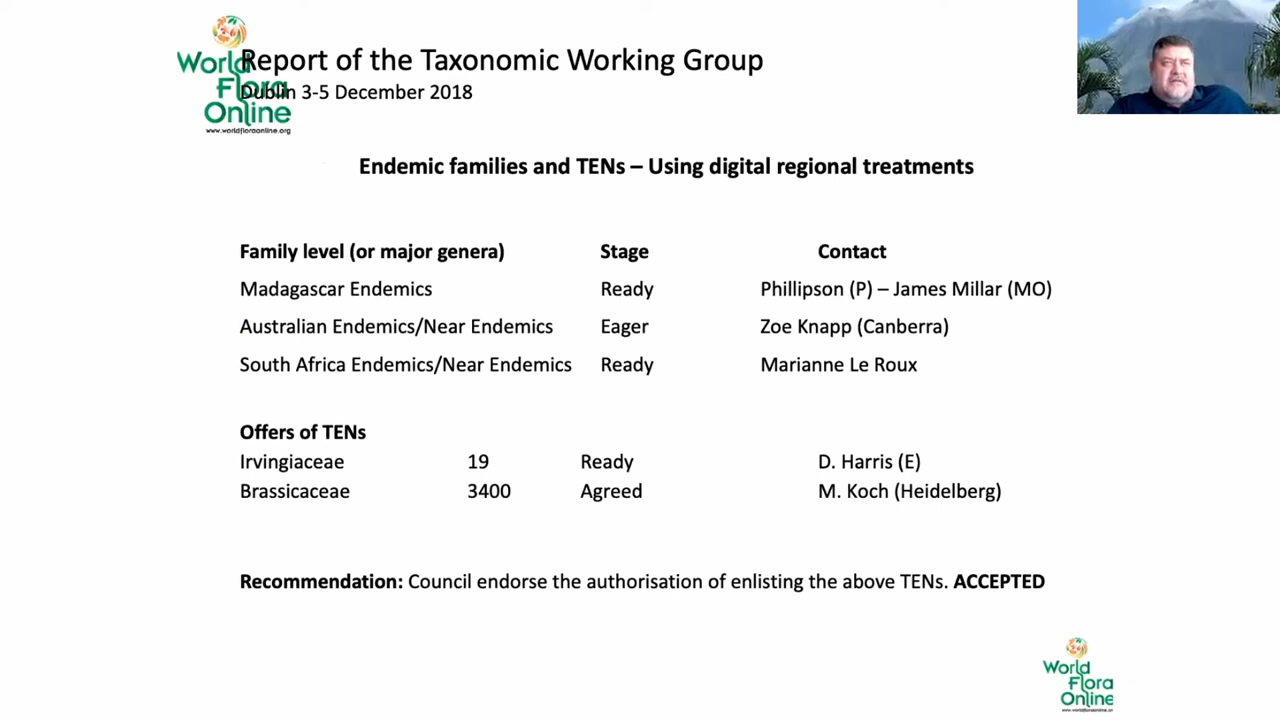 World
Flora
Online
www.worldfloraonline.org
Report of the Taxonomic Working Group
Dublin 3-5 December 2018
Endemic families and TENs – Using digital regional treatments
Family level (or major genera) Stage Contact
Madagascar Endemics Ready Phillipson (P) – James Millar (MO)
Australian Endemics/Near Endemics Eager Zoe Knapp (Canberra)
South Africa Endemics/Near Endemics Ready Marianne Le Roux
Offers of TENs
Irvingiaceae 19 Ready D. Harris (E)
Brassicaceae 3400 Agreed M. Koch (Heidelberg)
Recommendation: Council endorse the authorisation of enlisting the above TENs. ACCEPTED
World
Flora
Online
www.worldfloraonline.or